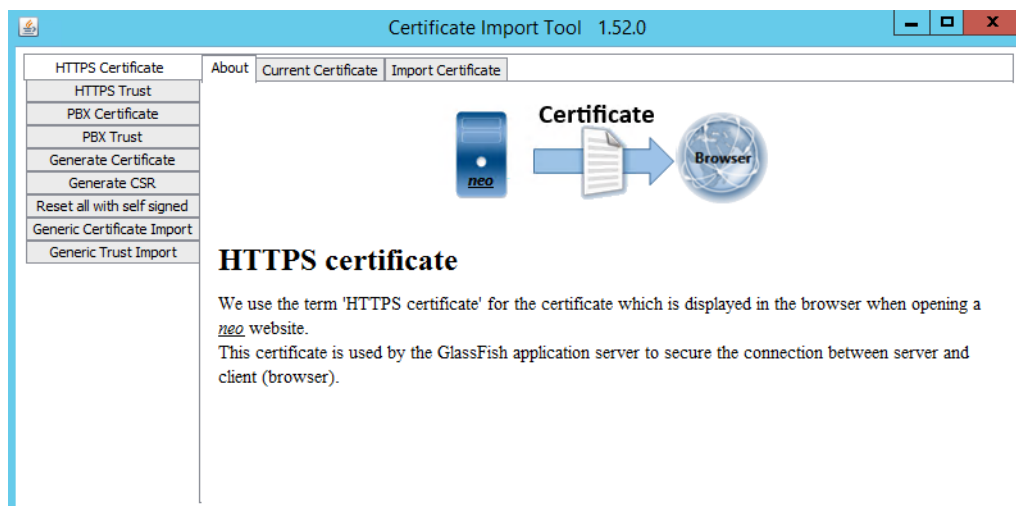 Certificate Import Tool 1.52.0
HTTPS Certificate
HTTPS Trust
PBX Certificate
PBX Trust
Generate Certificate
Generate CSR
Reset all with self signed
Generic Certificate Import
Generic Trust Import
About Current Certificate Import Certificate
Certificate
neo
Browser
HTTPS certificate
We use the term 'HTTPS certificate' for the certificate which is displayed in the browser when opening a
neo website.
This certificate is used by the GlassFish application server to secure the connection between server and
client (browser).